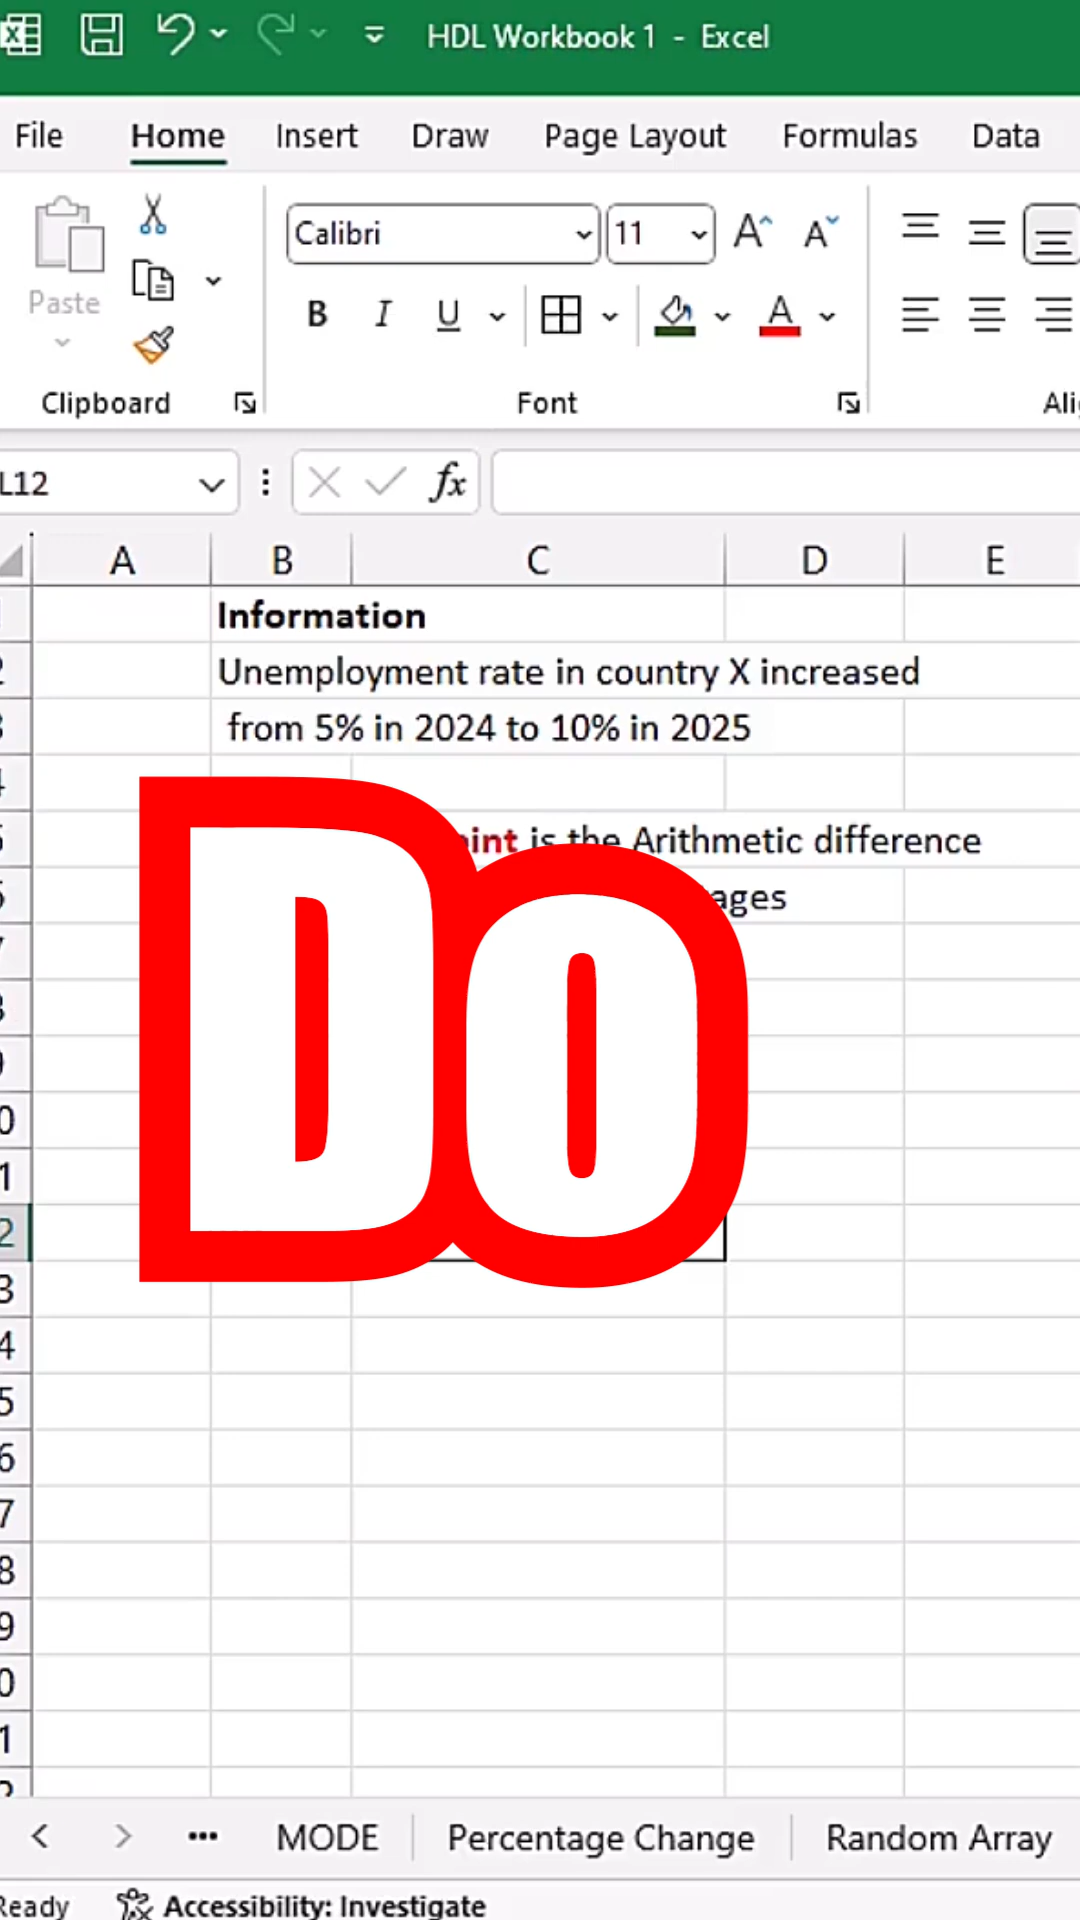 HDL Workbook 1 - Excel
File Home Insert Draw Page Layout Formulas Data
Paste
Calibri 11
B I U A
Clipboard Font
L12 fx
A B C D E
Information
Unemployment rate in country X increased
from 5% in 2024 to 10% in 2025
is the Arithmetic difference
Do
MODE Percentage Change Random Array
Ready Accessibility: Investigate